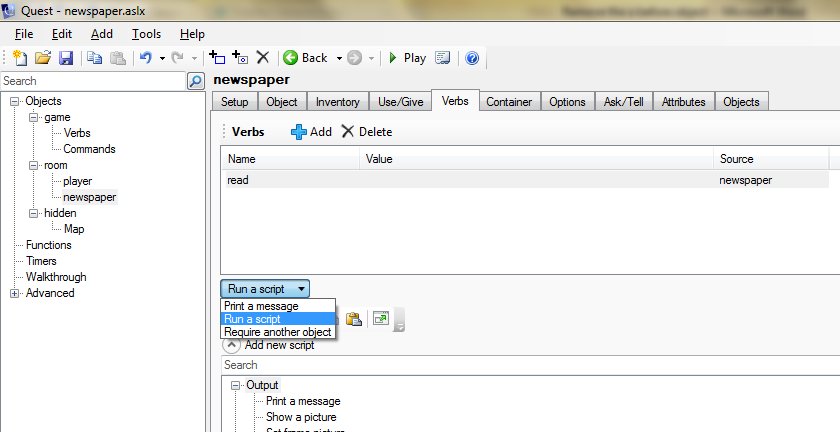 Quest - newspaper.aslx
File Edit Add Tools Help
Back Play
Search
Objects
game
Verbs
Commands
room
player
newspaper
hidden
Map
Functions
Timers
Walkthrough
Advanced
newspaper
Setup Object Inventory Use/Give Verbs Container Options Ask/Tell Attributes Objects
Verbs Add Delete
Name Value Source
read newspaper
Run a script
Print a message
Run a script
Require another object
Add new script
Search
Output
Print a message
Show a picture
Set frame picture